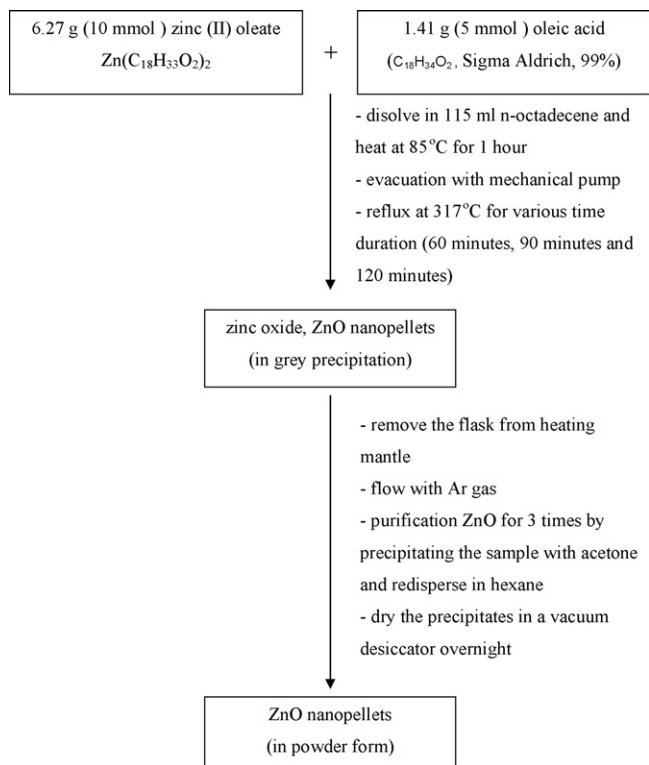 6.27 g (10 mmol ) zinc (II) oleate
Zn(C₁₈H₃₃O₂)₂
+
1.41 g (5 mmol ) oleic acid
(C₁₈H₃₄O₂, Sigma Aldrich, 99%)
- disolve in 115 ml n-octadecene and
heat at 85°C for 1 hour
- evacuation with mechanical pump
- reflux at 317°C for various time
duration (60 minutes, 90 minutes and
120 minutes)
zinc oxide, ZnO nanopellets
(in grey precipitation)
- remove the flask from heating
mantle
- flow with Ar gas
- purification ZnO for 3 times by
precipitating the sample with acetone
and redisperse in hexane
- dry the precipitates in a vacuum
desiccator overnight
ZnO nanopellets
(in powder form)